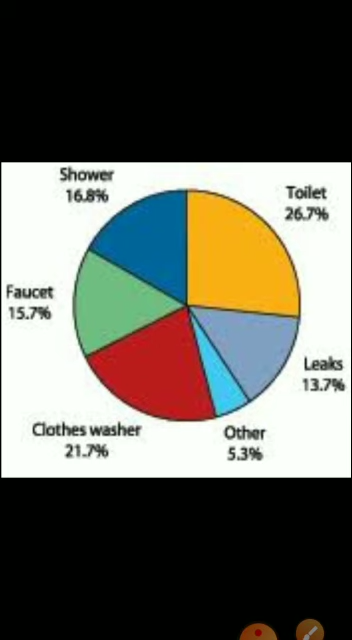 Shower
16.8%
Toilet
26.7%
Faucet
15.7%
Leaks
13.7%
Clothes washer
21.7%
Other
5.3%